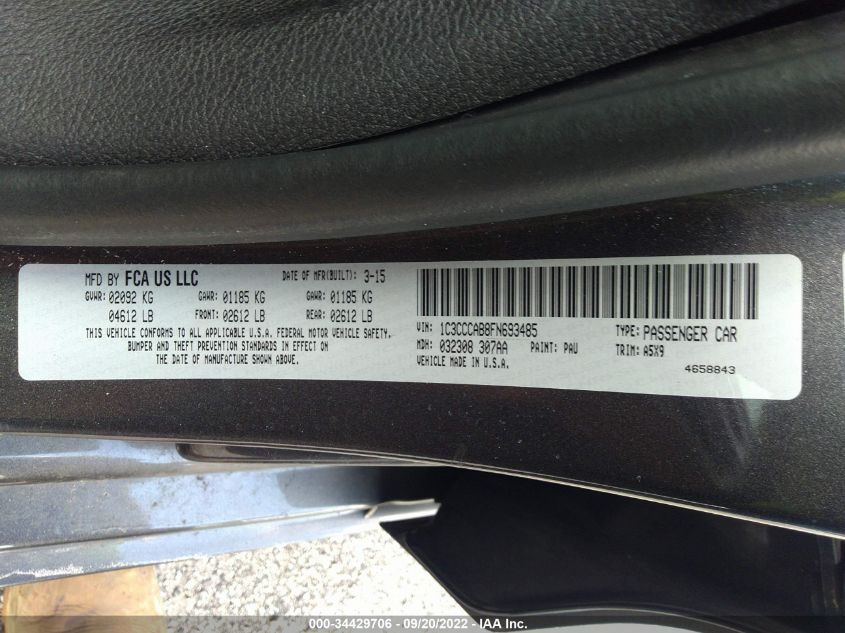 MFD BY FCA US LLC DATE OF MFR(BUILT): 3-15
GVWR: 02092 KG GAWR: 01185 KG GAWR: 01185 KG
04612 LB FRONT: 02612 LB REAR: 02612 LB
THIS VEHICLE CONFORMS TO APPLICABLE U.S.A. FEDERAL MOTOR VEHICLE SAFETY,
BUMPER AND THEFT PREVENTION STANDARDS IN EFFECT ON
THE DATE OF MANUFACTURE SHOWN ABOVE.
VIN: 1C3CCCAB8FN693485 TYPE: PASSENGER CAR
MDH: 032308 307AA PAINT: PAU TRIM: A5X9
VEHICLE MADE IN U.S.A.
4658843
000-34429706 - 09/20/2022 - IAA Inc.